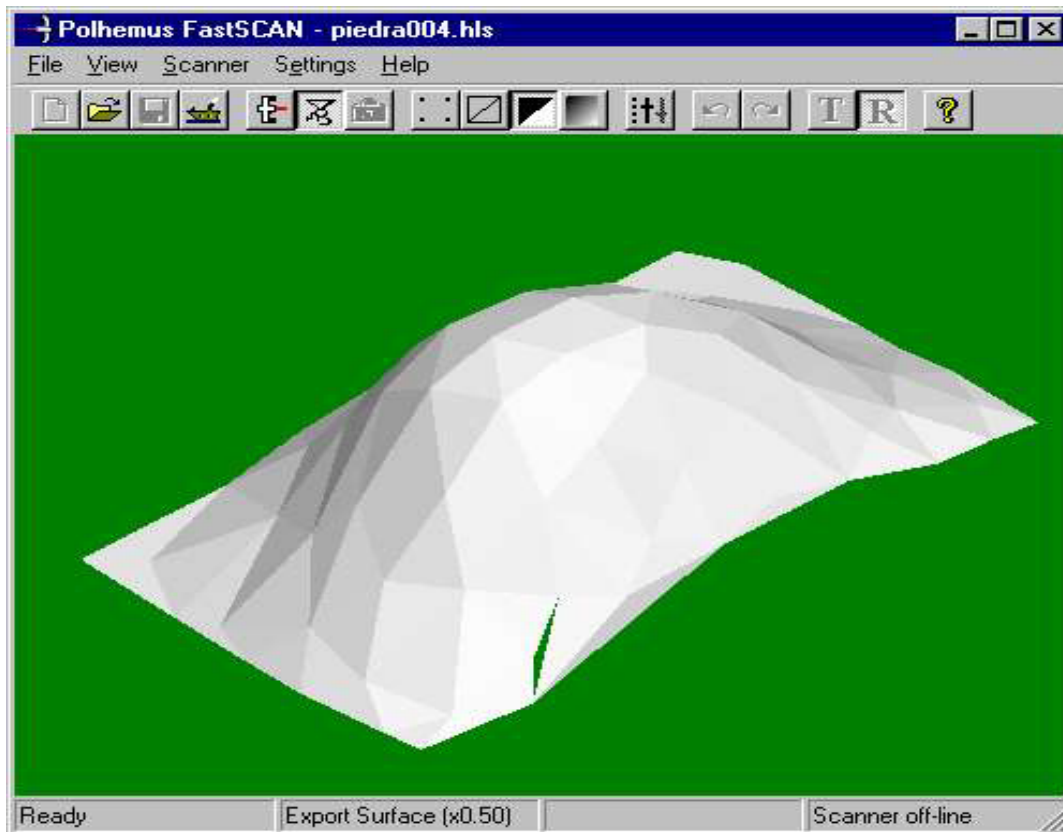 Polhemus FastSCAN - piedra004.hls
File View Scanner Settings Help
T R ?
Ready Export Surface (x0.50) Scanner off-line